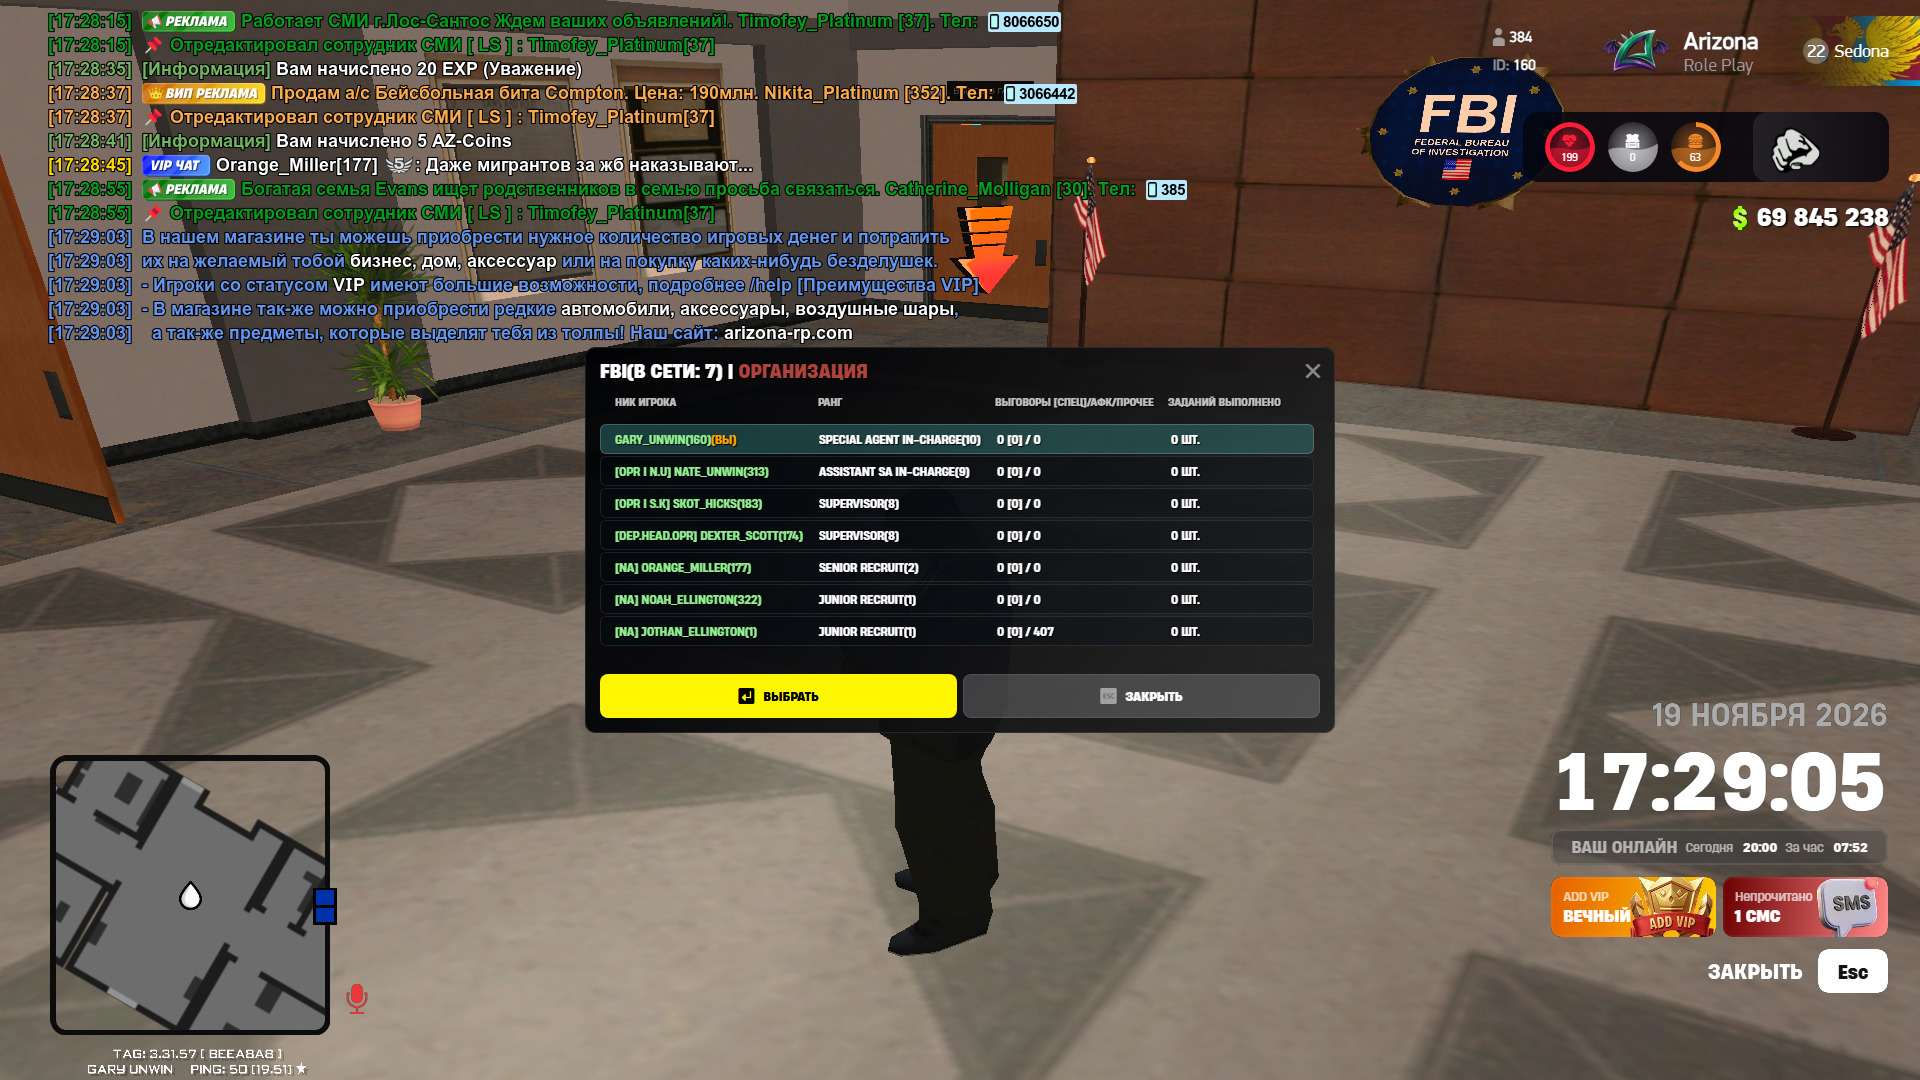 [17:28:15] РЕКЛАМА Работает СМИ г.Лос-Сантос Ждем ваших объявлений!. Timofey_Platinum [37]. Тел: 8066650
[17:28:15] Отредактировал сотрудник СМИ [ LS ] : Timofey_Platinum[37]
[17:28:35] [Информация] Вам начислено 20 EXP (Уважение)
[17:28:37] ВИП РЕКЛАМА Продам а/с Бейсбольная бита Compton. Цена: 190млн. Nikita_Platinum [352]. Тел: 3066442
[17:28:37] Отредактировал сотрудник СМИ [ LS ] : Timofey_Platinum[37]
[17:28:41] [Информация] Вам начислено 5 AZ-Coins
[17:28:45] VIP ЧАТ Orange_Miller[177] 5 : Даже мигрантов за жб наказывают...
[17:28:55] РЕКЛАМА Богатая семья Evans ищет родственников в семью просьба связаться. Catherine_Molligan [30]. Тел: 385
[17:28:55] Отредактировал сотрудник СМИ [ LS ] : Timofey_Platinum[37]
[17:29:03] В нашем магазине ты можешь приобрести нужное количество игровых денег и потратить
[17:29:03] их на желаемый тобой бизнес, дом, аксессуар или на покупку каких-нибудь безделушек.
[17:29:03] - Игроки со статусом VIP имеют большие возможности, подробнее /help [Преимущества VIP]
[17:29:03] - В магазине так-же можно приобрести редкие автомобили, аксессуары, воздушные шары,
[17:29:03] а так-же предметы, которые выделят тебя из толпы! Наш сайт: arizona-rp.com
384
ID: 160
Arizona
Role Play
22 Sedona
FBI
FEDERAL BUREAU
OF INVESTIGATION
199 0 63
$ 69 845 238
FBI(В СЕТИ: 7) | ОРГАНИЗАЦИЯ
НИК ИГРОКА РАНГ ВЫГОВОРЫ [СПЕЦ]/АФК/ПРОЧЕЕ ЗАДАНИЙ ВЫПОЛНЕНО
GARY_UNWIN(160)(ВЫ) SPECIAL AGENT IN-CHARGE(10) 0 [0] / 0 0 ШТ.
[OPR | N.U] NATE_UNWIN(313) ASSISTANT SA IN-CHARGE(9) 0 [0] / 0 0 ШТ.
[OPR | S.K] SKOT_HICKS(183) SUPERVISOR(8) 0 [0] / 0 0 ШТ.
[DEP.HEAD.OPR] DEXTER_SCOTT(174) SUPERVISOR(8) 0 [0] / 0 0 ШТ.
[NA] ORANGE_MILLER(177) SENIOR RECRUIT(2) 0 [0] / 0 0 ШТ.
[NA] NOAH_ELLINGTON(322) JUNIOR RECRUIT(1) 0 [0] / 0 0 ШТ.
[NA] JOTHAN_ELLINGTON(1) JUNIOR RECRUIT(1) 0 [0] / 407 0 ШТ.
ВЫБРАТЬ
ESC ЗАКРЫТЬ
19 НОЯБРЯ 2026
17:29:05
ВАШ ОНЛАЙН Сегодня 20:00 За час 07:52
ADD VIP
ВЕЧНЫЙ
ADD VIP
Непрочитано
1 СМС
SMS
ЗАКРЫТЬ Esc
TAG: 3.31.57 [ BEEA8A8 ]
GARY UNWIN PING: 50 [19.51]